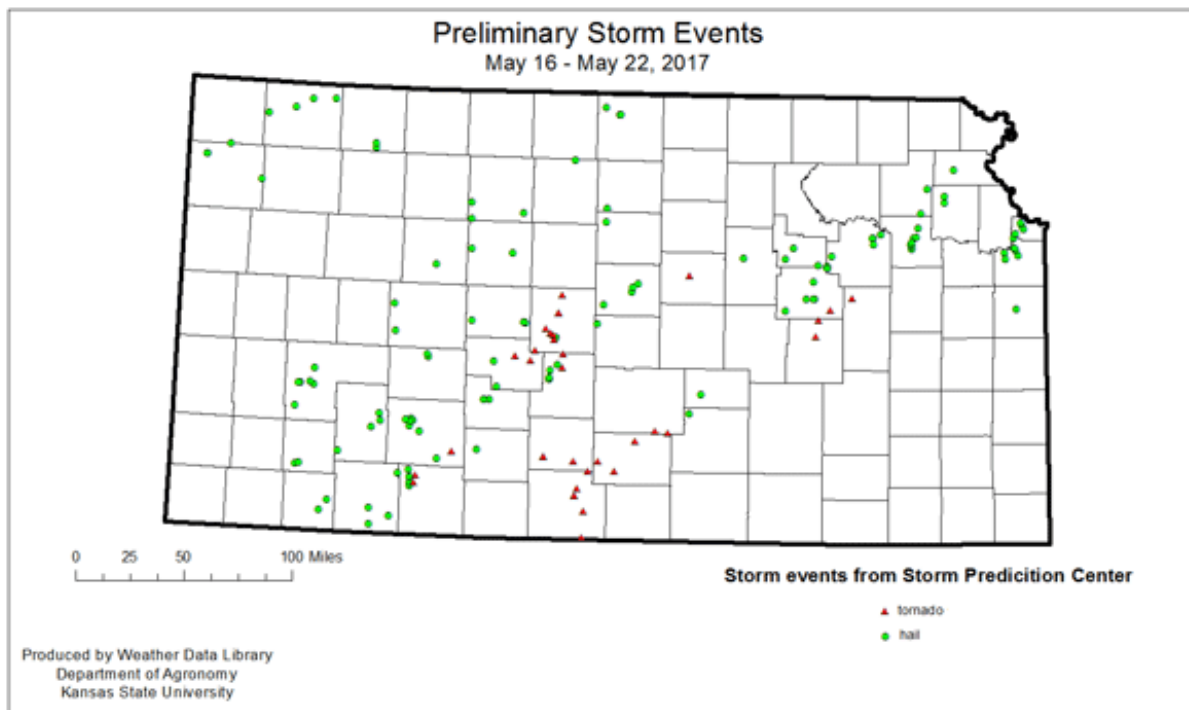 Preliminary Storm Events
May 16 - May 22, 2017
0 25 50 100 Miles
Storm events from Storm Predicition Center
tornado
hail
Produced by Weather Data Library
Department of Agronomy
Kansas State University